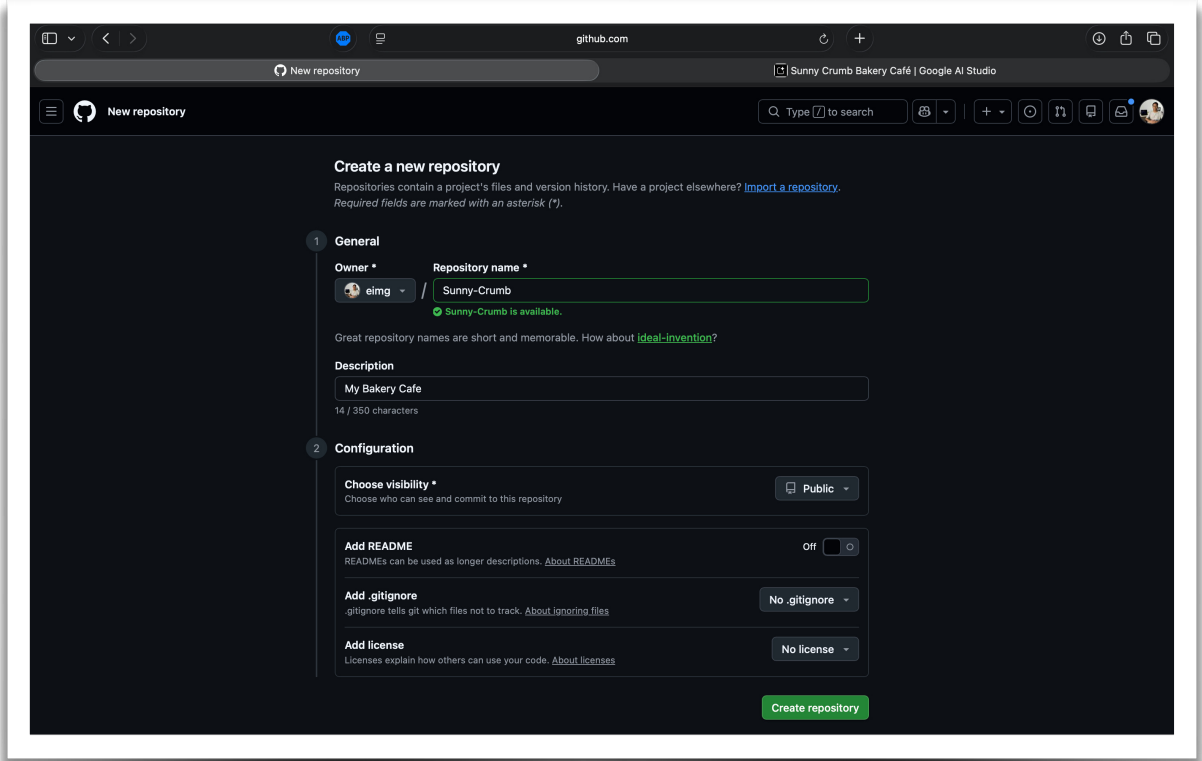 ABP
github.com
New repository
Sunny Crumb Bakery Café | Google AI Studio
New repository
Type / to search
Create a new repository
Repositories contain a project's files and version history. Have a project elsewhere? Import a repository.
Required fields are marked with an asterisk (*).
1 General
Owner * Repository name *
eimg / Sunny-Crumb
Sunny-Crumb is available.
Great repository names are short and memorable. How about ideal-invention?
Description
My Bakery Cafe
14 / 350 characters
2 Configuration
Choose visibility *
Choose who can see and commit to this repository
Public
Add README
READMEs can be used as longer descriptions. About READMEs
Off
Add .gitignore
.gitignore tells git which files not to track. About ignoring files
No .gitignore
Add license
Licenses explain how others can use your code. About licenses
No license
Create repository